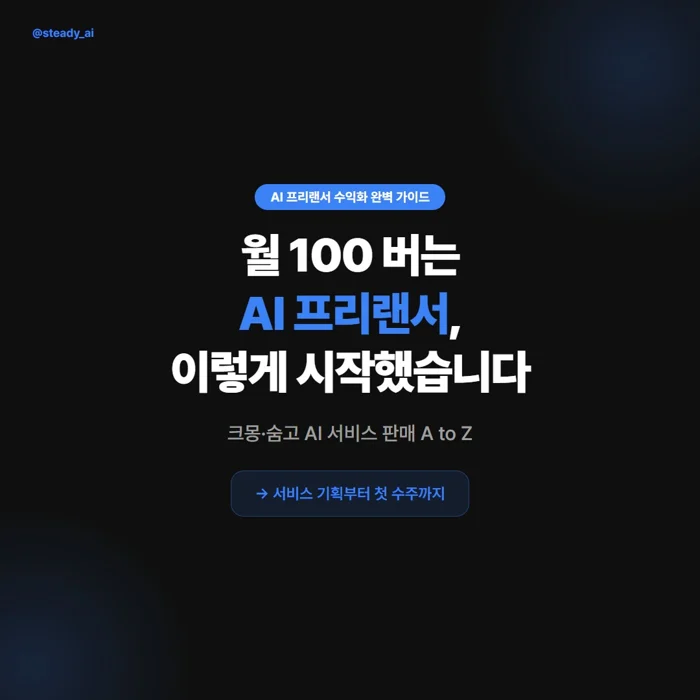 @steady_ai
AI 프리랜서 수익화 완벽 가이드
월 100 버는
AI 프리랜서,
이렇게 시작했습니다
크몽·숨고 AI 서비스 판매 A to Z
→ 서비스 기획부터 첫 수주까지